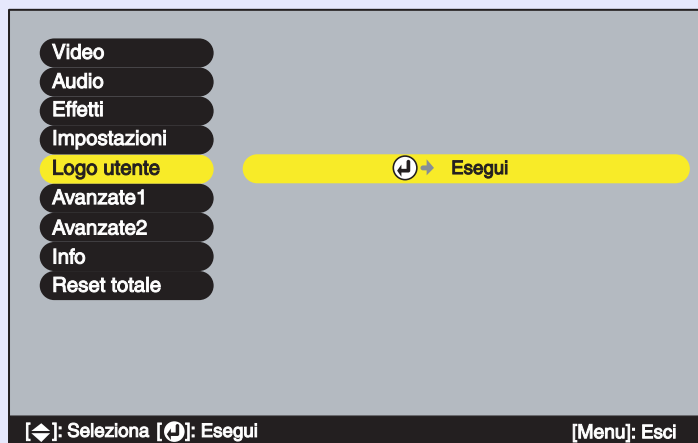 Video
Audio
Effetti
Impostazioni
Logo utente
Esegui
Avanzate1
Avanzate2
Info
Reset totale
[ ]: Seleziona [ ]: Esegui
[Menu]: Esci